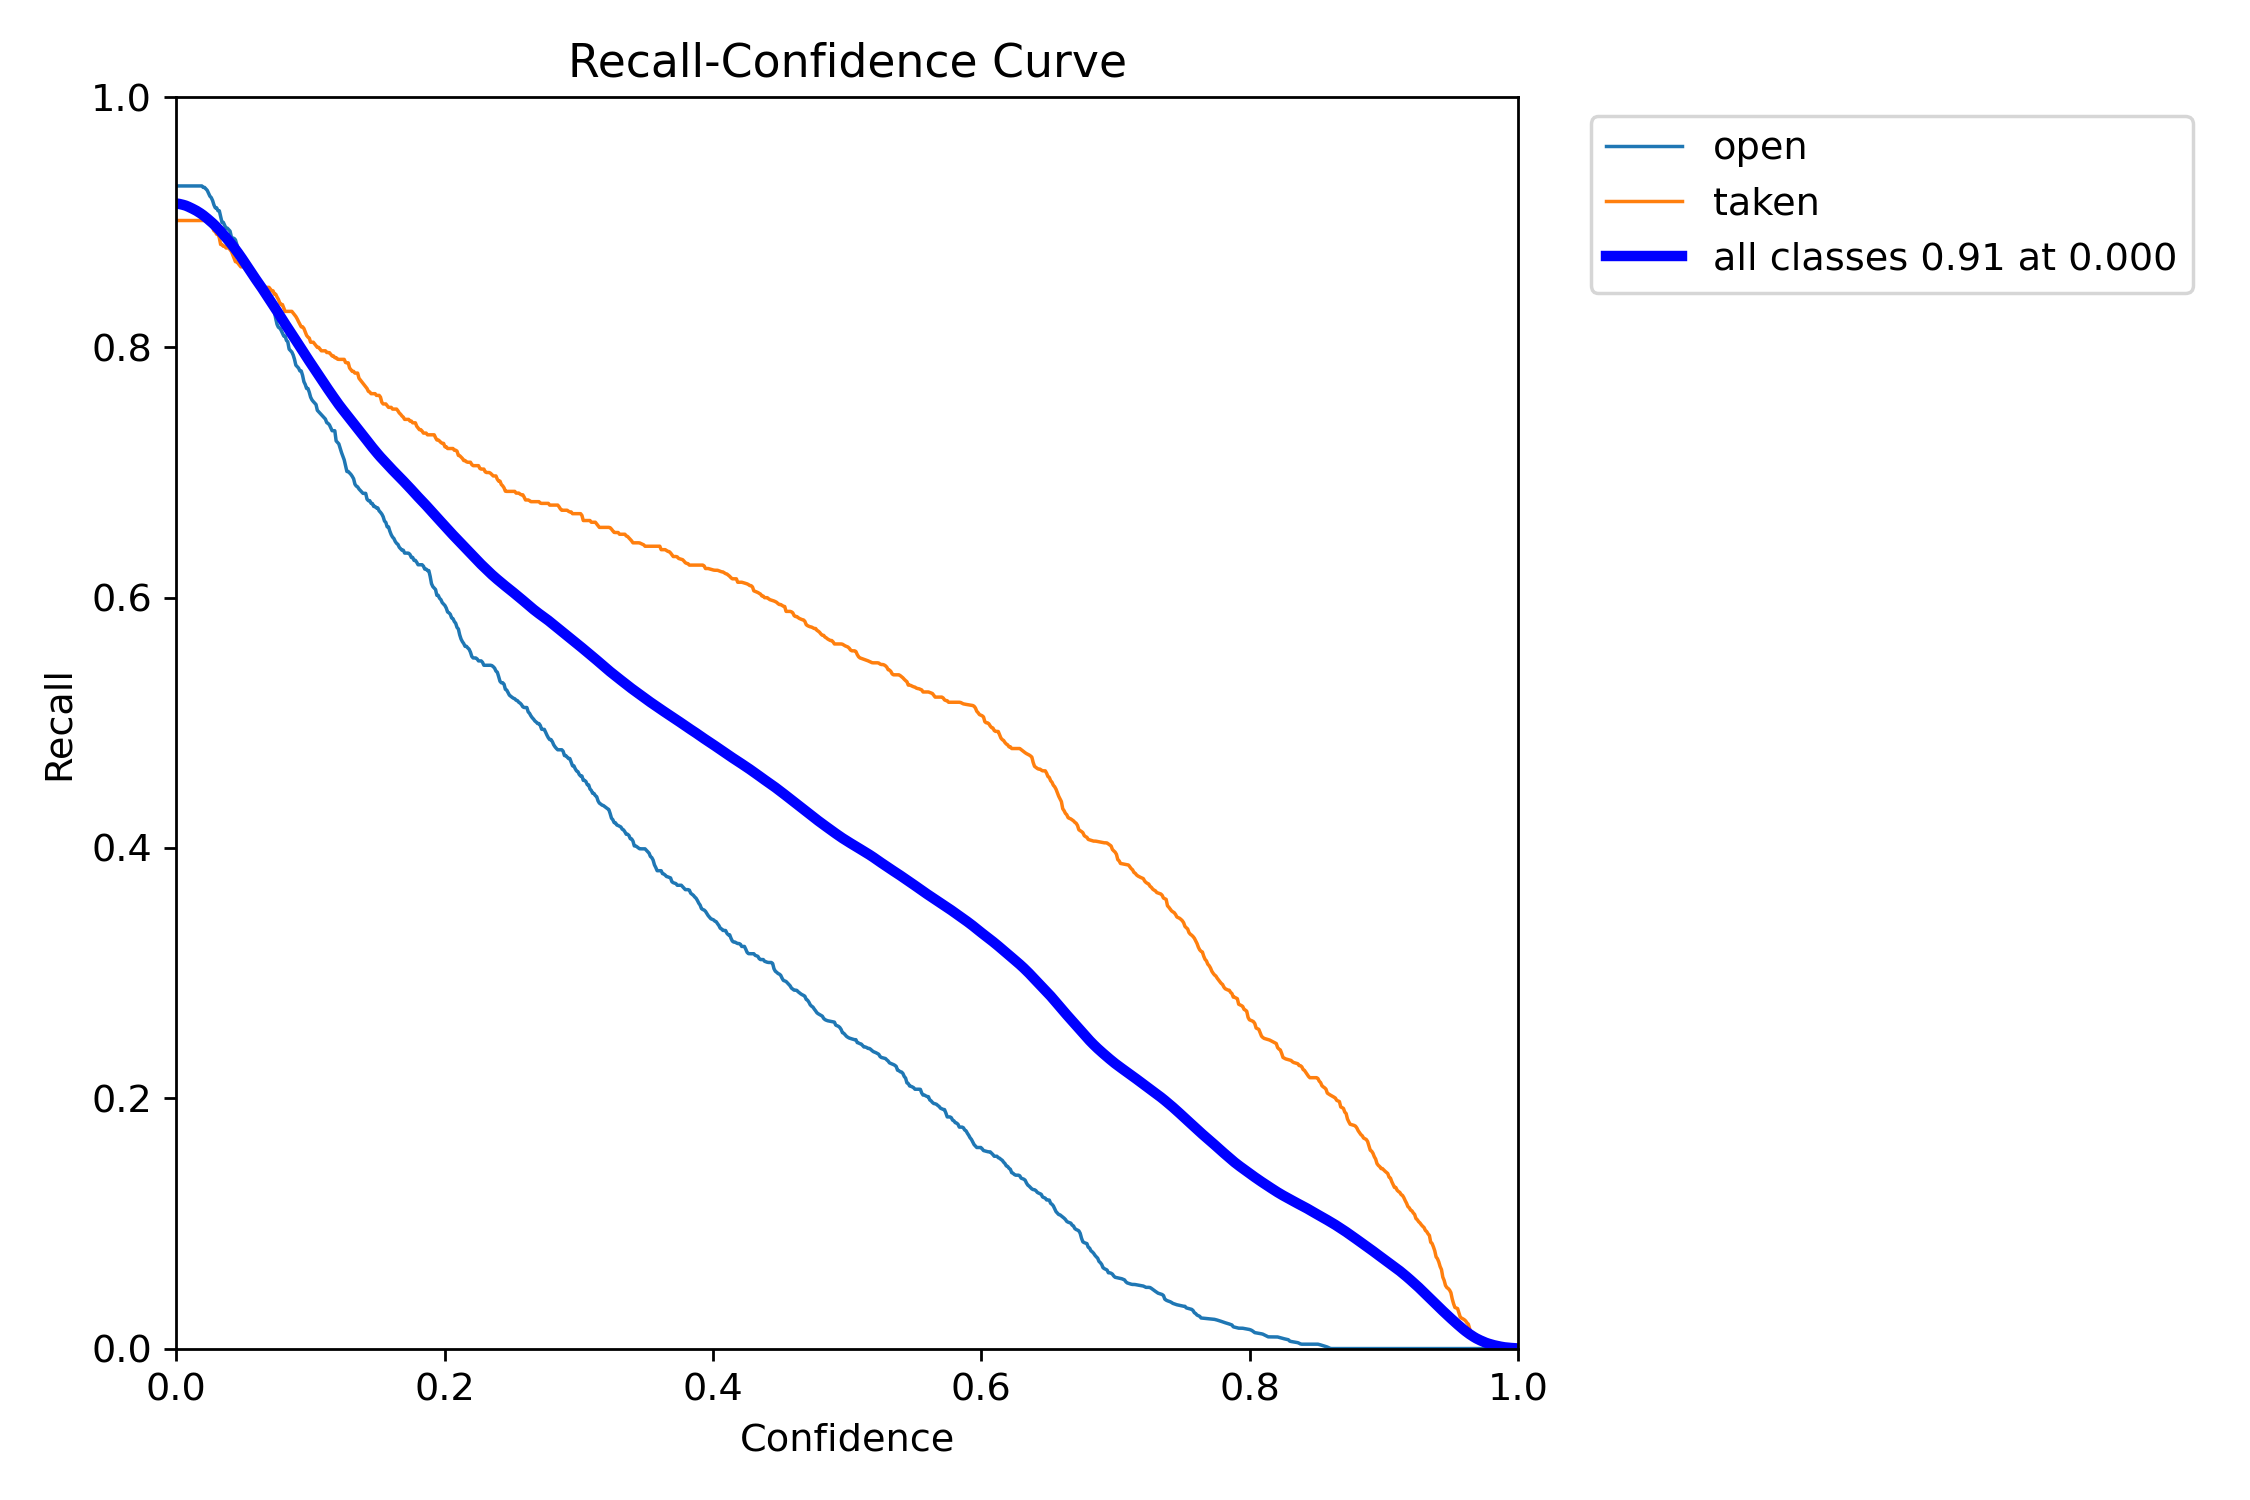 Recall-Confidence Curve
1.0
0.8
0.6
0.4
0.2
0.0
Recall
0.0 0.2 0.4 0.6 0.8 1.0
Confidence
open
taken
all classes 0.91 at 0.000